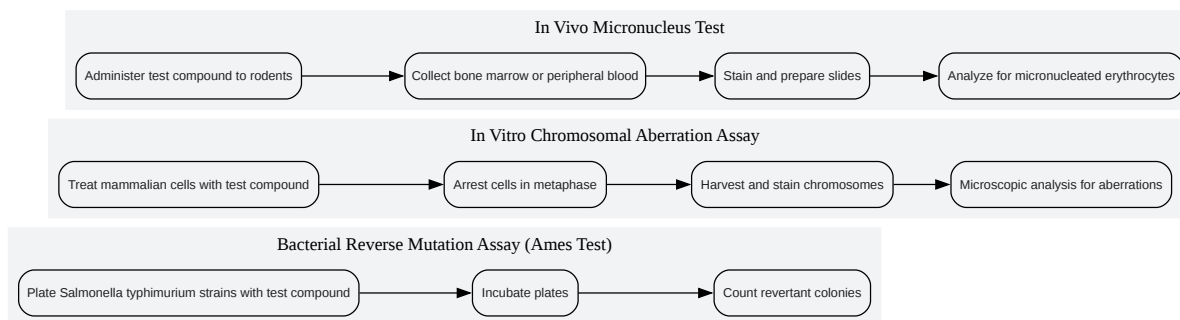 In Vivo Micronucleus Test
Administer test compound to rodents
Collect bone marrow or peripheral blood
Stain and prepare slides
Analyze for micronucleated erythrocytes
In Vitro Chromosomal Aberration Assay
Treat mammalian cells with test compound
Arrest cells in metaphase
Harvest and stain chromosomes
Microscopic analysis for aberrations
Bacterial Reverse Mutation Assay (Ames Test)
Plate Salmonella typhimurium strains with test compound
Incubate plates
Count revertant colonies